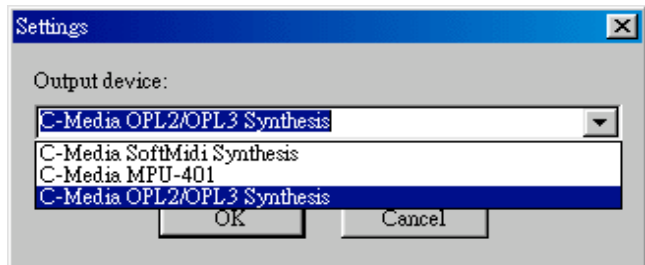 Settings
Output device:
C-Media OPL2/OPL3 Synthesis
C-Media SoftMidi Synthesis
C-Media MPU-401
C-Media OPL2/OPL3 Synthesis
OK Cancel